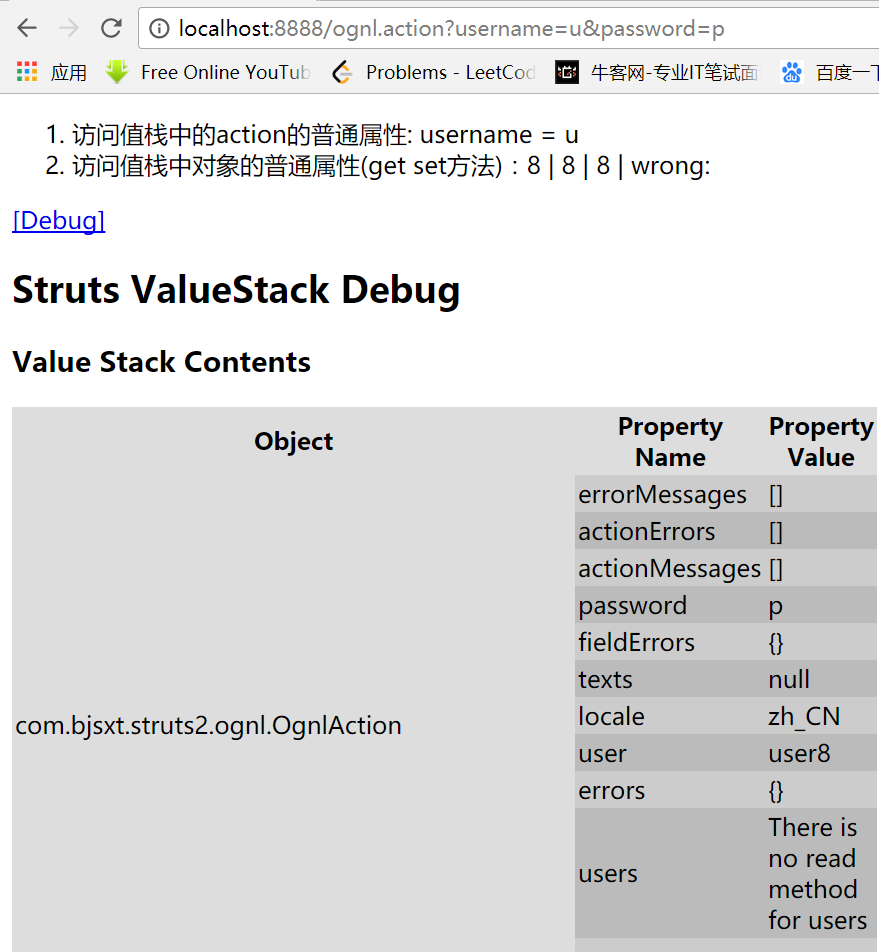 localhost:8888/ognl.action?username=u&password=p
应用 Free Online YouTub Problems - LeetCod 牛客网-专业IT笔试面 百度一下
1. 访问值栈中的action的普通属性: username = u
2. 访问值栈中对象的普通属性(get set方法)：8 | 8 | 8 | wrong:
[Debug]
Struts ValueStack Debug
Value Stack Contents
Object Property Name Property Value
errorMessages []
actionErrors []
actionMessages []
password p
fieldErrors {}
texts null
com.bjsxt.struts2.ognl.OgnlAction
locale zh_CN
user user8
errors {}
users There is no read method for users